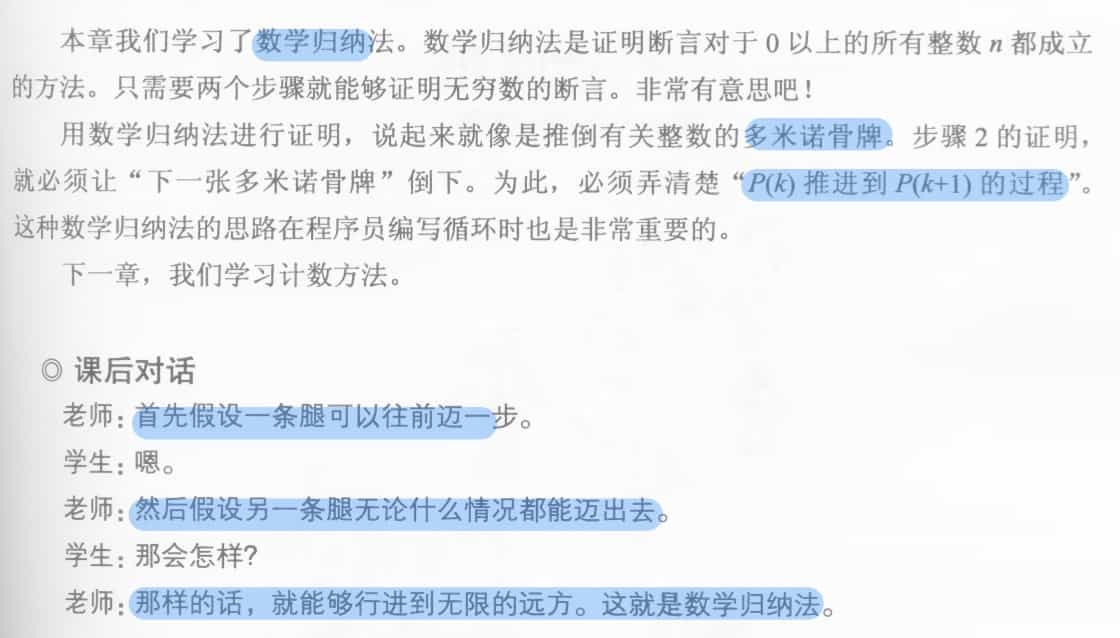 本章我们学习了数学归纳法。数学归纳法是证明断言对于 0 以上的所有整数 n 都成立
的方法。只需要两个步骤就能够证明无穷数的断言。非常有意思吧！
用数学归纳法进行证明，说起来就像是推倒有关整数的多米诺骨牌。步骤 2 的证明，
就必须让“下一张多米诺骨牌”倒下。为此，必须弄清楚“P(k) 推进到 P(k+1) 的过程”。
这种数学归纳法的思路在程序员编写循环时也是非常重要的。
下一章，我们学习计数方法。
◎ 课后对话
老师：首先假设一条腿可以往前迈一步。
学生：嗯。
老师：然后假设另一条腿无论什么情况都能迈出去。
学生：那会怎样?
老师：那样的话，就能够行进到无限的远方。这就是数学归纳法。